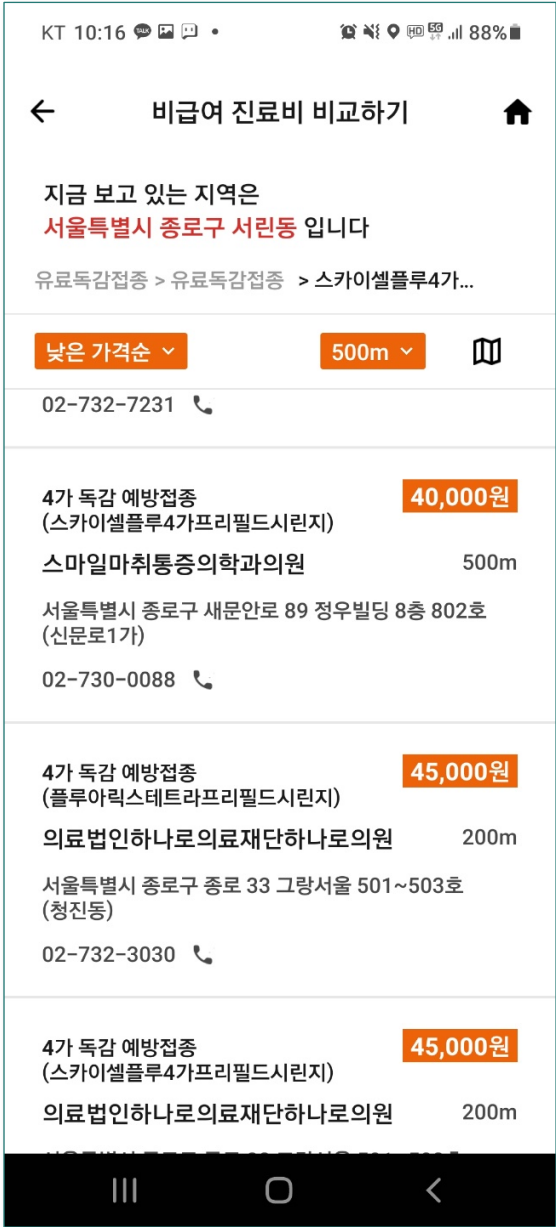 KT 10:16
HD 5G 88%
비급여 진료비 비교하기
지금 보고 있는 지역은
서울특별시 종로구 서린동 입니다
유료독감접종 > 유료독감접종 > 스카이셀플루4가...
낮은 가격순 500m
02-732-7231
4가 독감 예방접종 40,000원
(스카이셀플루4가프리필드시린지)
스마일마취통증의학과의원 500m
서울특별시 종로구 새문안로 89 정우빌딩 8층 802호
(신문로1가)
02-730-0088
4가 독감 예방접종 45,000원
(플루아릭스테트라프리필드시린지)
의료법인하나로의료재단하나로의원 200m
서울특별시 종로구 종로 33 그랑서울 501~503호
(청진동)
02-732-3030
4가 독감 예방접종 45,000원
(스카이셀플루4가프리필드시린지)
의료법인하나로의료재단하나로의원 200m